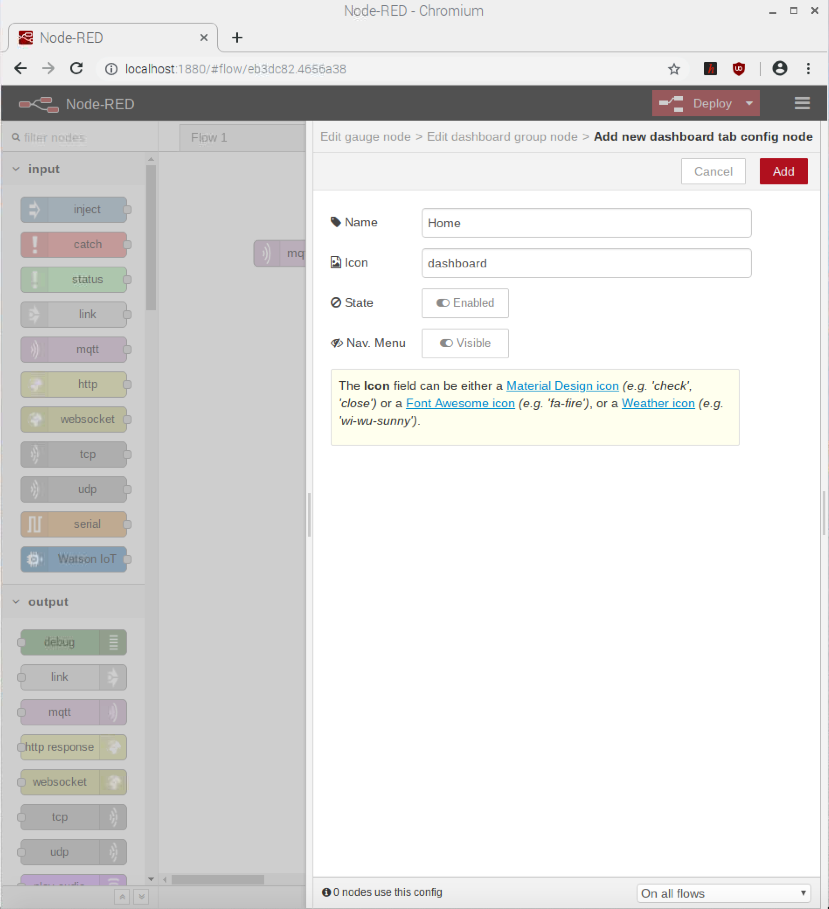 Node-RED - Chromium
Node-RED
localhost:1880/#flow/eb3dc82.4656a38
Node-RED
Deploy
filter nodes
Flow 1
Edit gauge node > Edit dashboard group node > Add new dashboard tab config node
Cancel
Add
input
inject
catch
status
link
mqtt
http
websocket
tcp
udp
serial
Watson IoT
output
debug
link
mqtt
http response
websocket
tcp
udp
mq
Name
Home
Icon
dashboard
State
Enabled
Nav. Menu
Visible
The Icon field can be either a Material Design icon (e.g. 'check',
'close') or a Font Awesome icon (e.g. 'fa-fire'), or a Weather icon (e.g.
'wi-wu-sunny').
0 nodes use this config
On all flows